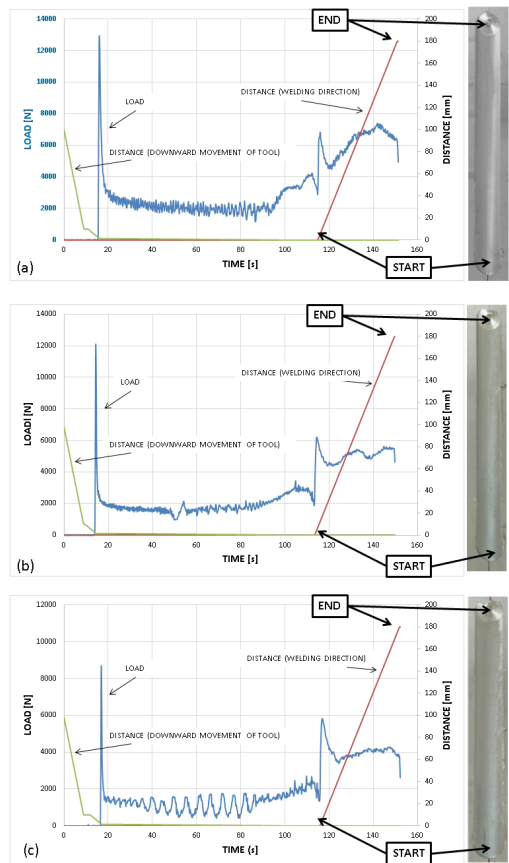 END
14000
12000
10000
8000
6000
4000
2000
0
LOAD [N]
LOAD
DISTANCE (WELDING DIRECTION)
DISTANCE (DOWNWARD MOVEMENT OF TOOL)
200
180
160
140
120
100
80
60
40
20
0
DISTANCE [mm]
0 20 40 60 80 100 120 140 160
TIME [s]
START
(a)
END
14000
12000
10000
8000
6000
4000
2000
0
LOAD[ [N]
LOAD
DISTANCE (WELDING DIRECTION)
DISTANCE (DOWNWARD MOVEMENT OF TOOL)
200
180
160
140
120
100
80
60
40
20
0
DISTANCE [mm]
0 20 40 60 80 100 120 140 160
TIME [s]
START
(b)
END
12000
10000
8000
6000
4000
2000
0
LOAD [N]
LOAD
DISTANCE (WELDING DIRECTION)
DISTANCE (DOWNWARD MOVEMENT OF TOOL)
200
180
160
140
120
100
80
60
40
20
0
DISTANCE [mm]
0 20 40 60 80 100 120 140 160
TIME (s]
START
(c)